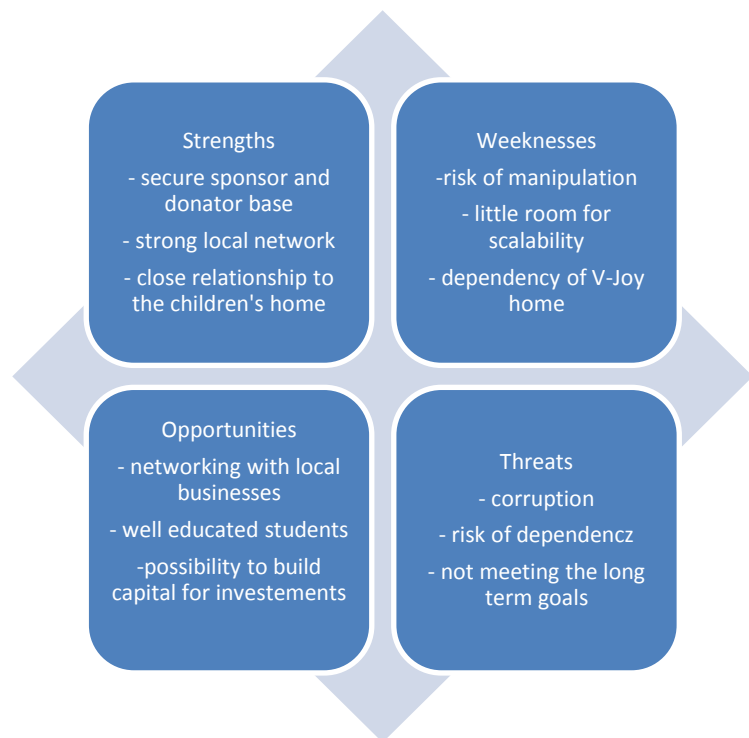 Strengths
- secure sponsor and
donator base
- strong local network
- close relationship to
the children's home
Weeknesses
-risk of manipulation
- little room for
scalability
- dependency of V-Joy
home
Opportunities
- networking with local
businesses
- well educated students
-possibility to build
capital for investements
Threats
- corruption
- risk of dependencz
- not meeting the long
term goals